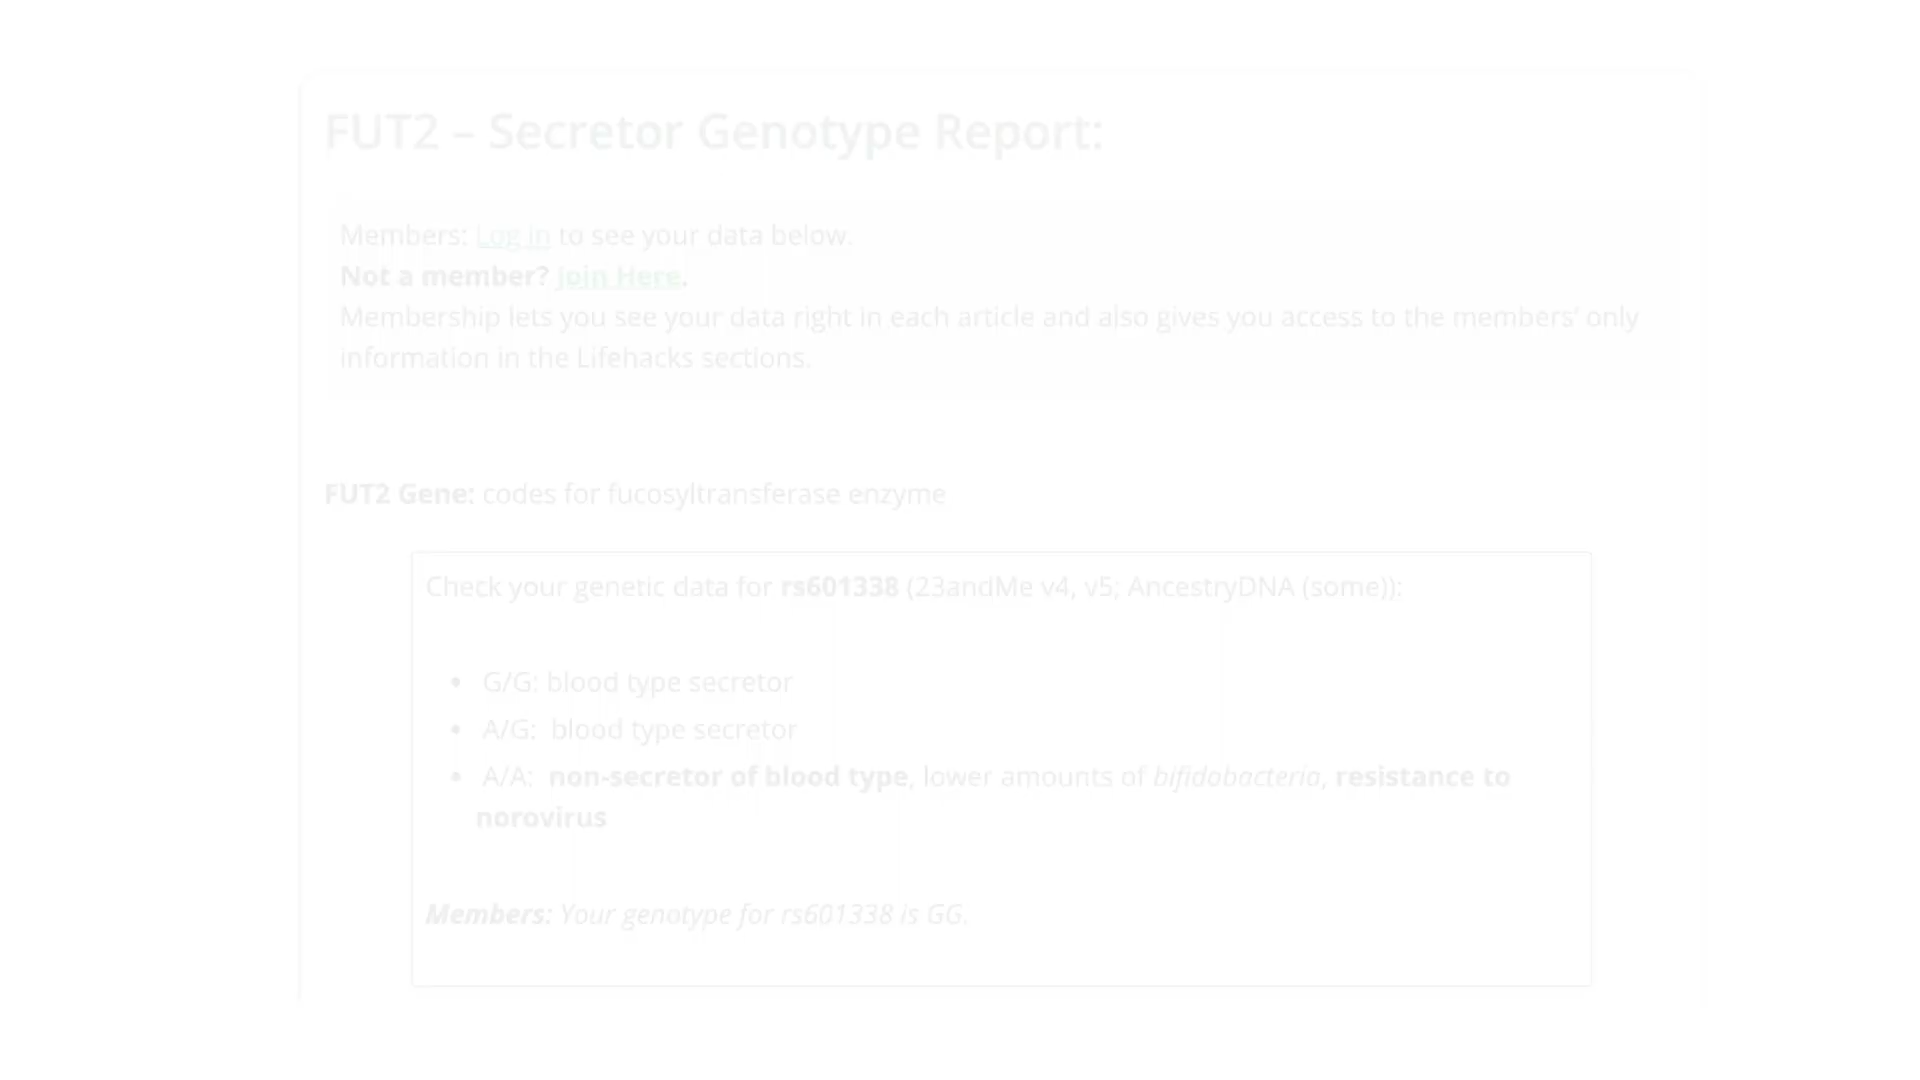 FUT2 – Secretor Genotype Report:
Members: Log in to see your data below.
Not a member? Join Here.
Membership lets you see your data right in each article and also gives you access to the members’ only
information in the Lifehacks sections.
FUT2 Gene: codes for fucosyltransferase enzyme
Check your genetic data for rs601338 (23andMe v4, v5; AncestryDNA (some)):
• G/G: blood type secretor
• A/G: blood type secretor
• A/A: non-secretor of blood type, lower amounts of bifidobacteria, resistance to
norovirus
Members: Your genotype for rs601338 is GG.